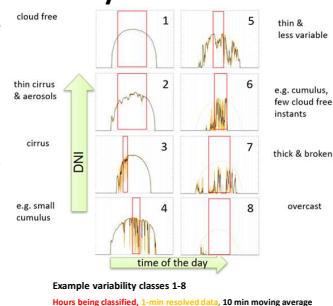 cloud free
1
5
thin &
less variable
thin cirrus
& aerosols
2
6
e.g. cumulus,
few cloud free
instants
cirrus
3
7
thick & broken
DNI
e.g. small
cumulus
4
8
overcast
time of the day
Example variability classes 1-8
Hours being classified, 1-min resolved data, 10 min moving average